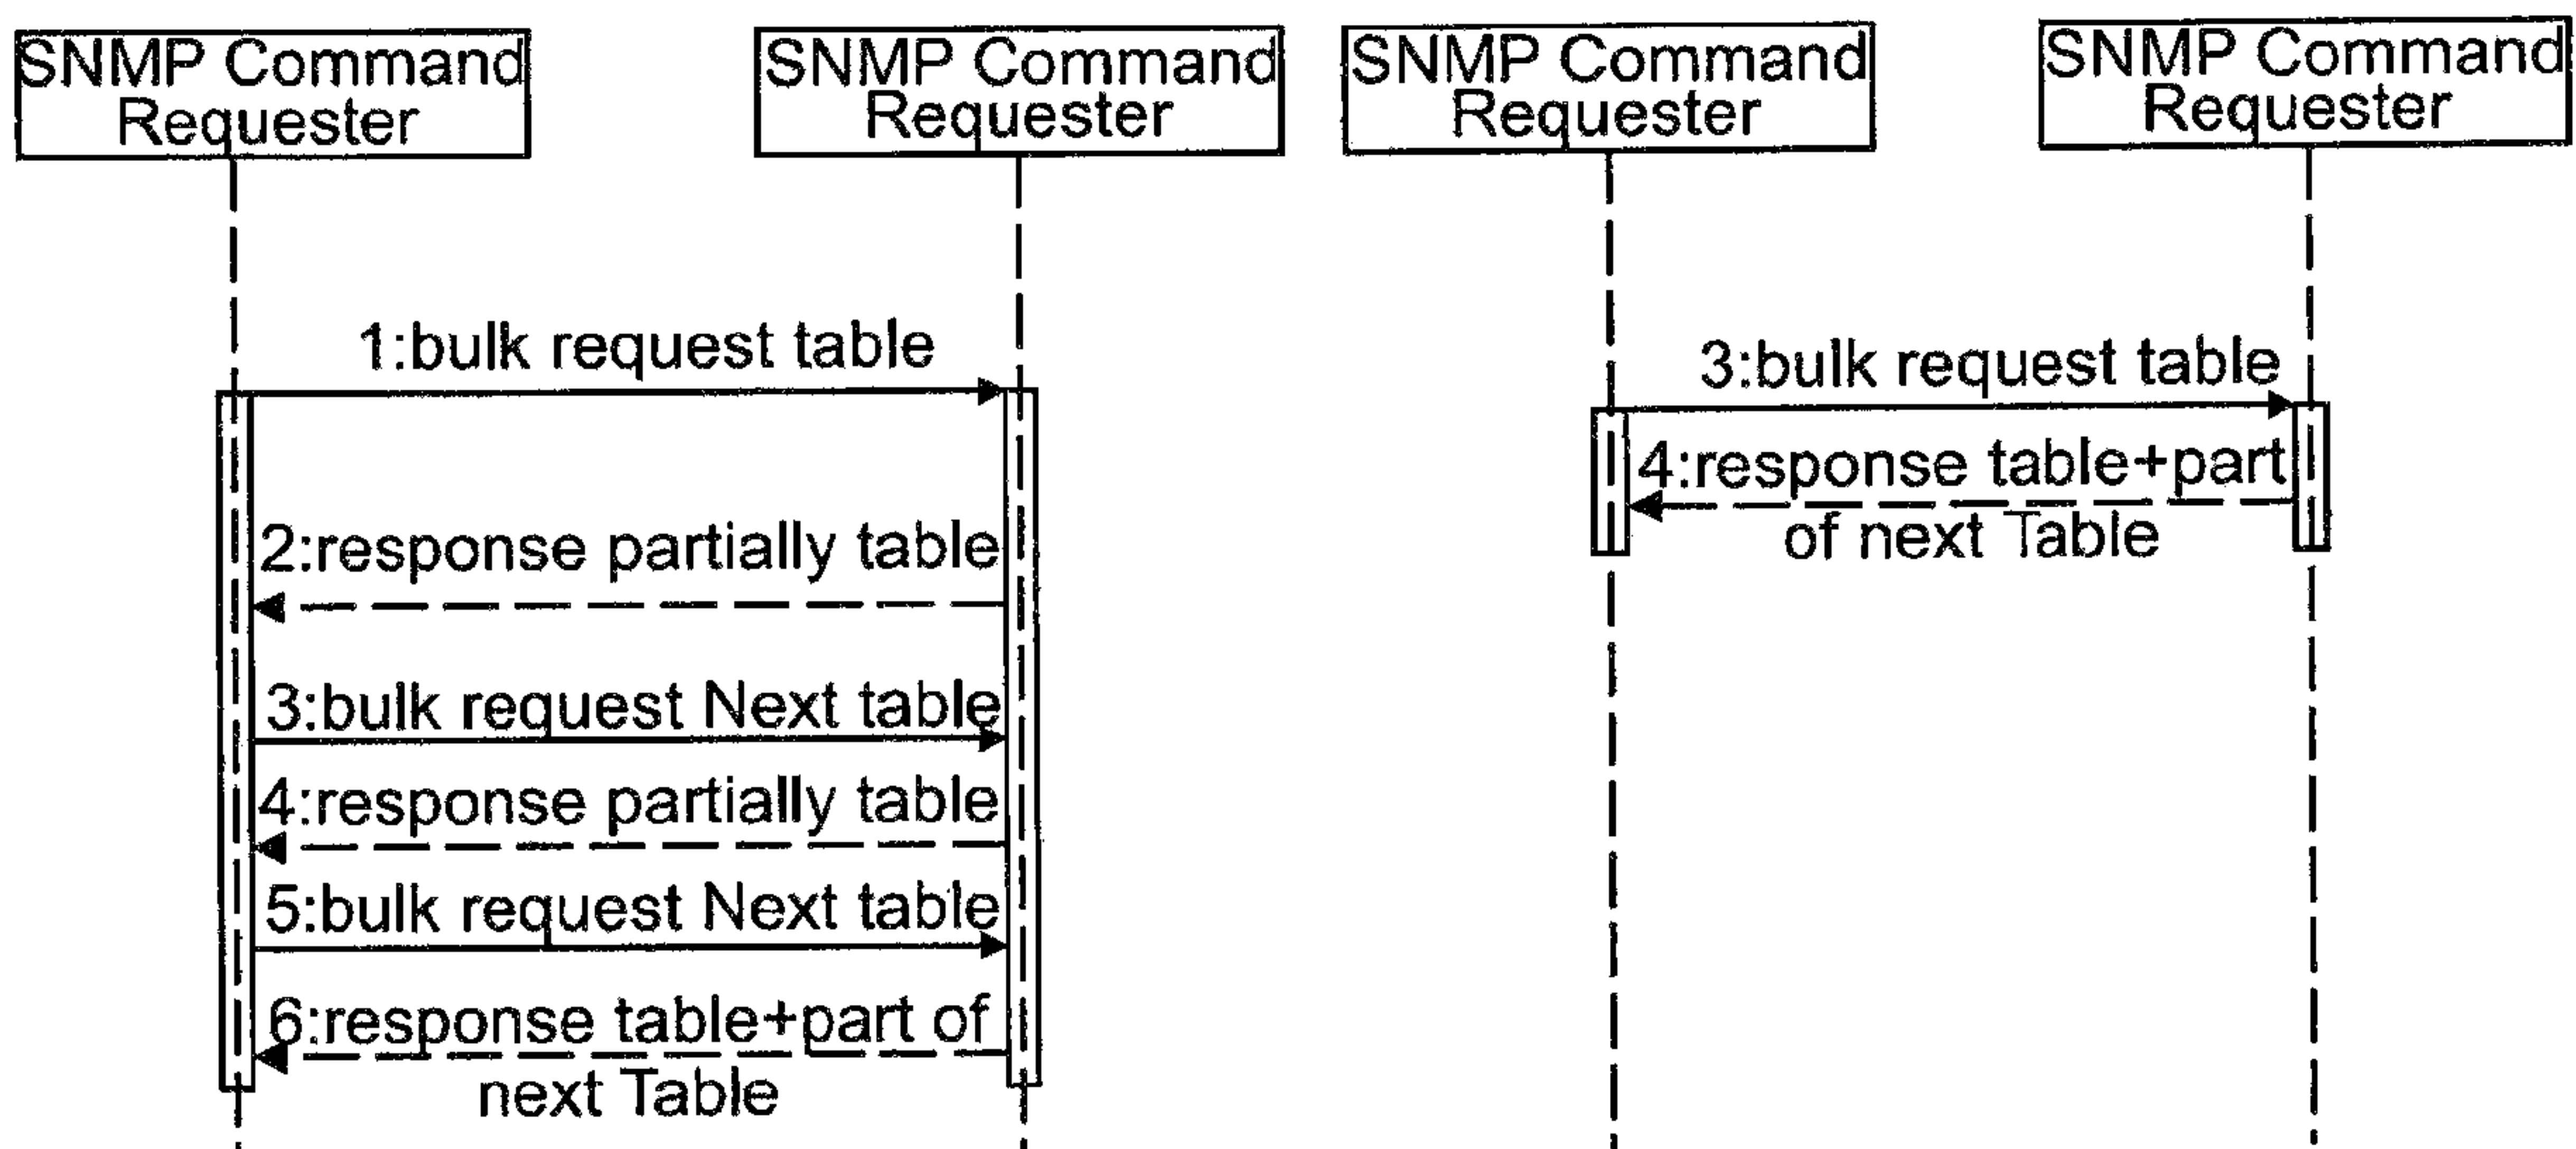 SNMP Command
Requester
SNMP Command
Requester
SNMP Command
Requester
SNMP Command
Requester
1:bulk request table
2:response partially table
3:bulk request Next table
4:response partially table
5:bulk request Next table
6:response table+part of
next Table
3:bulk request table
4:response table+part
of next Table